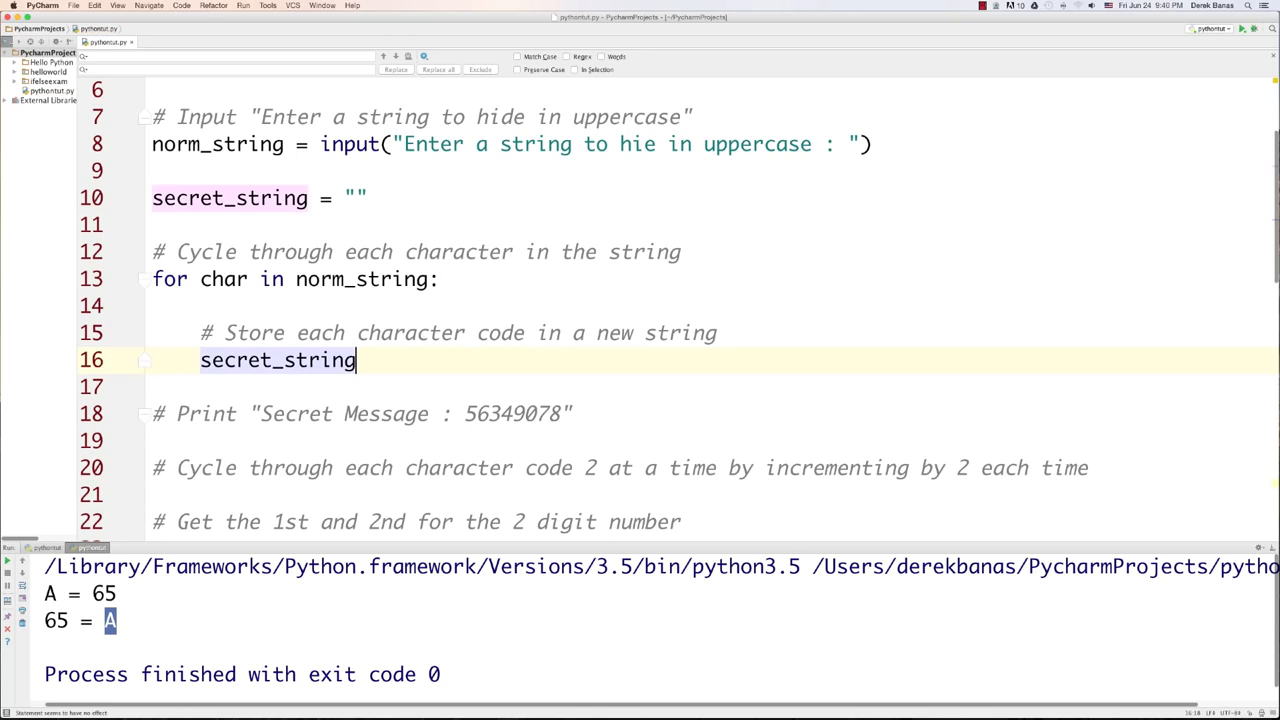 PyCharm File Edit View Navigate Code Refactor Run Tools VCS Window Help Fri Jun 24 9:40 PM Derek Banas
pythontut.py - PycharmProjects - [~/PycharmProjects]
PycharmProjects pythontut.py pythontut
pythontut.py ×
PycharmProject
Hello Python
helloworld
ifelseexam
pythontut.py
External Librarie
Match Case Regex Words
Replace Replace all Exclude Preserve Case In Selection
6
7 # Input "Enter a string to hide in uppercase"
8 norm_string = input("Enter a string to hie in uppercase : ")
9
10 secret_string = ""
11
12 # Cycle through each character in the string
13 for char in norm_string:
14
15 # Store each character code in a new string
16 secret_string
17
18 # Print "Secret Message : 56349078"
19
20 # Cycle through each character code 2 at a time by incrementing by 2 each time
21
22 # Get the 1st and 2nd for the 2 digit number
Run: pythontut pythontut
/Library/Frameworks/Python.framework/Versions/3.5/bin/python3.5 /Users/derekbanas/PycharmProjects/pytho
A = 65
65 = A
Process finished with exit code 0
Statement seems to have no effect 16:18 LF÷ UTF-8÷